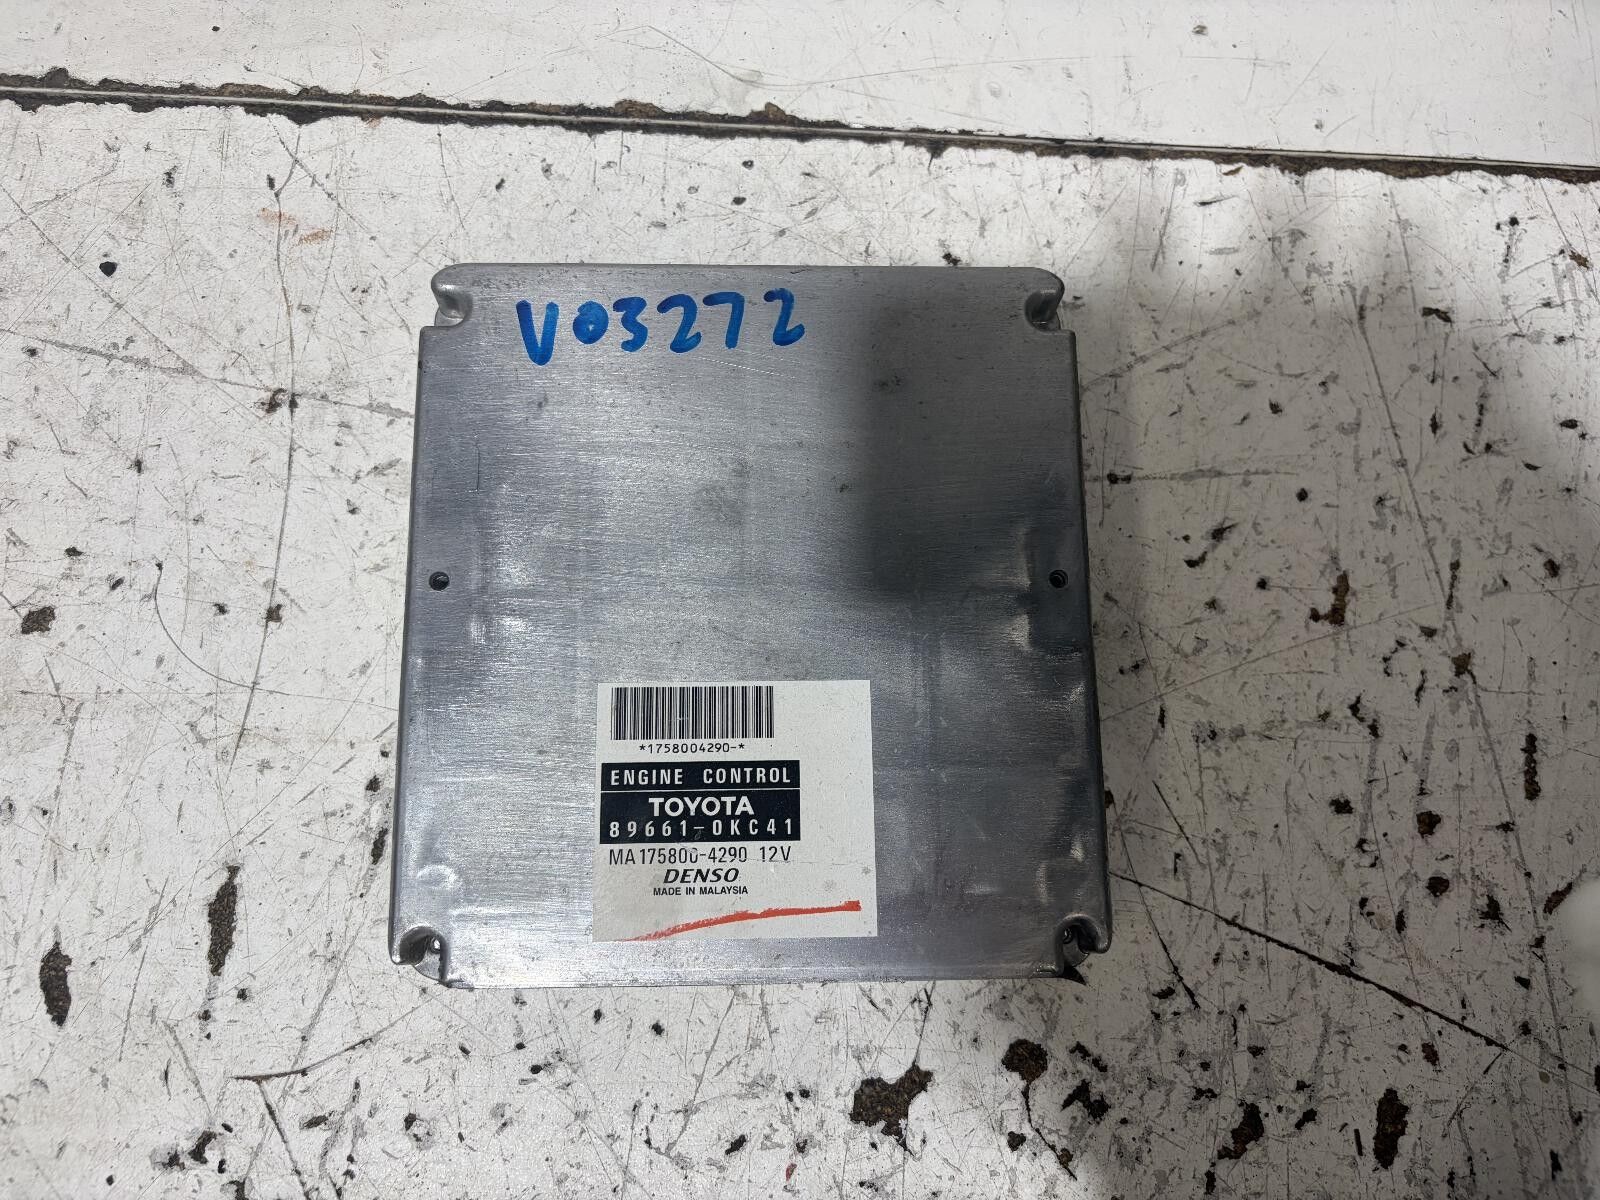 V03272
*1758004290-*
ENGINE CONTROL
TOYOTA
89661-0KC41
MA175800-4290 12V
DENSO
MADE IN MALAYSIA